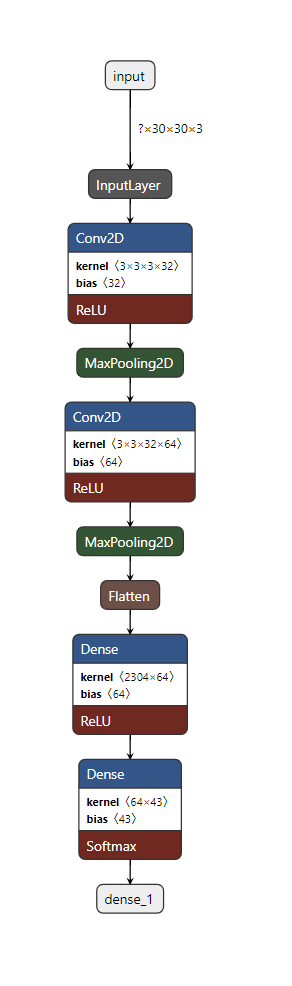 input
?×30×30×3
InputLayer
Conv2D
kernel 〈3×3×3×32〉
bias 〈32〉
ReLU
MaxPooling2D
Conv2D
kernel 〈3×3×32×64〉
bias 〈64〉
ReLU
MaxPooling2D
Flatten
Dense
kernel 〈2304×64〉
bias 〈64〉
ReLU
Dense
kernel 〈64×43〉
bias 〈43〉
Softmax
dense_1